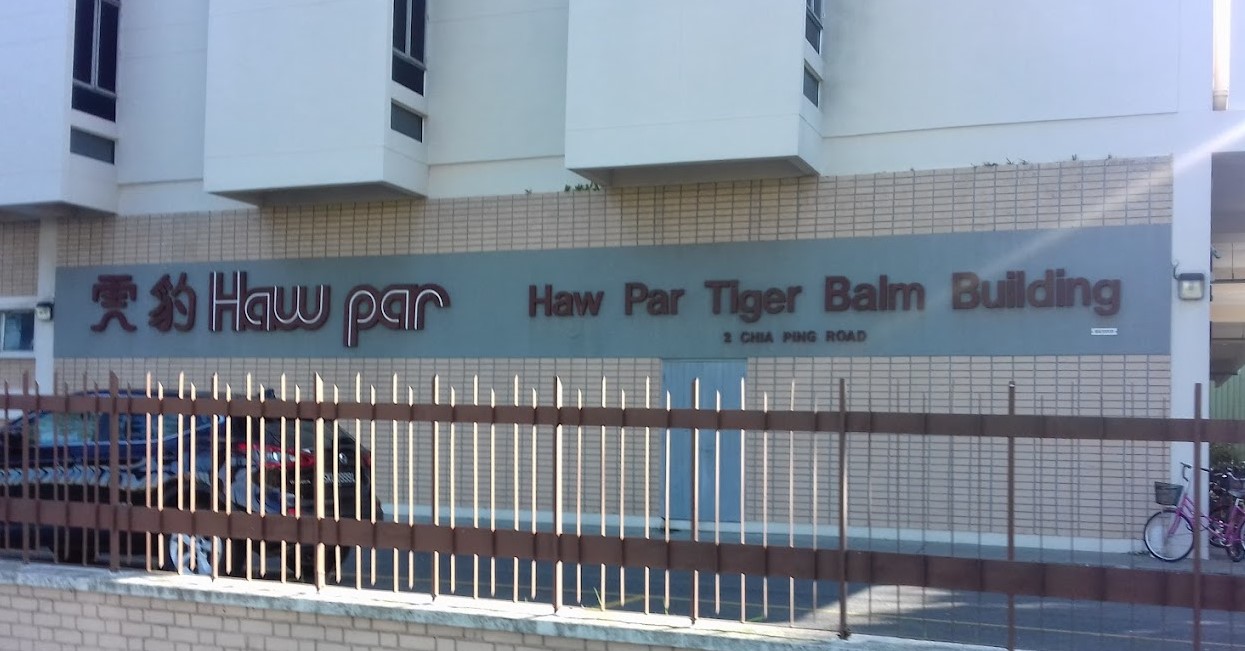 虎豹 Haw par
Haw Par Tiger Balm Building
2 CHIA PING ROAD